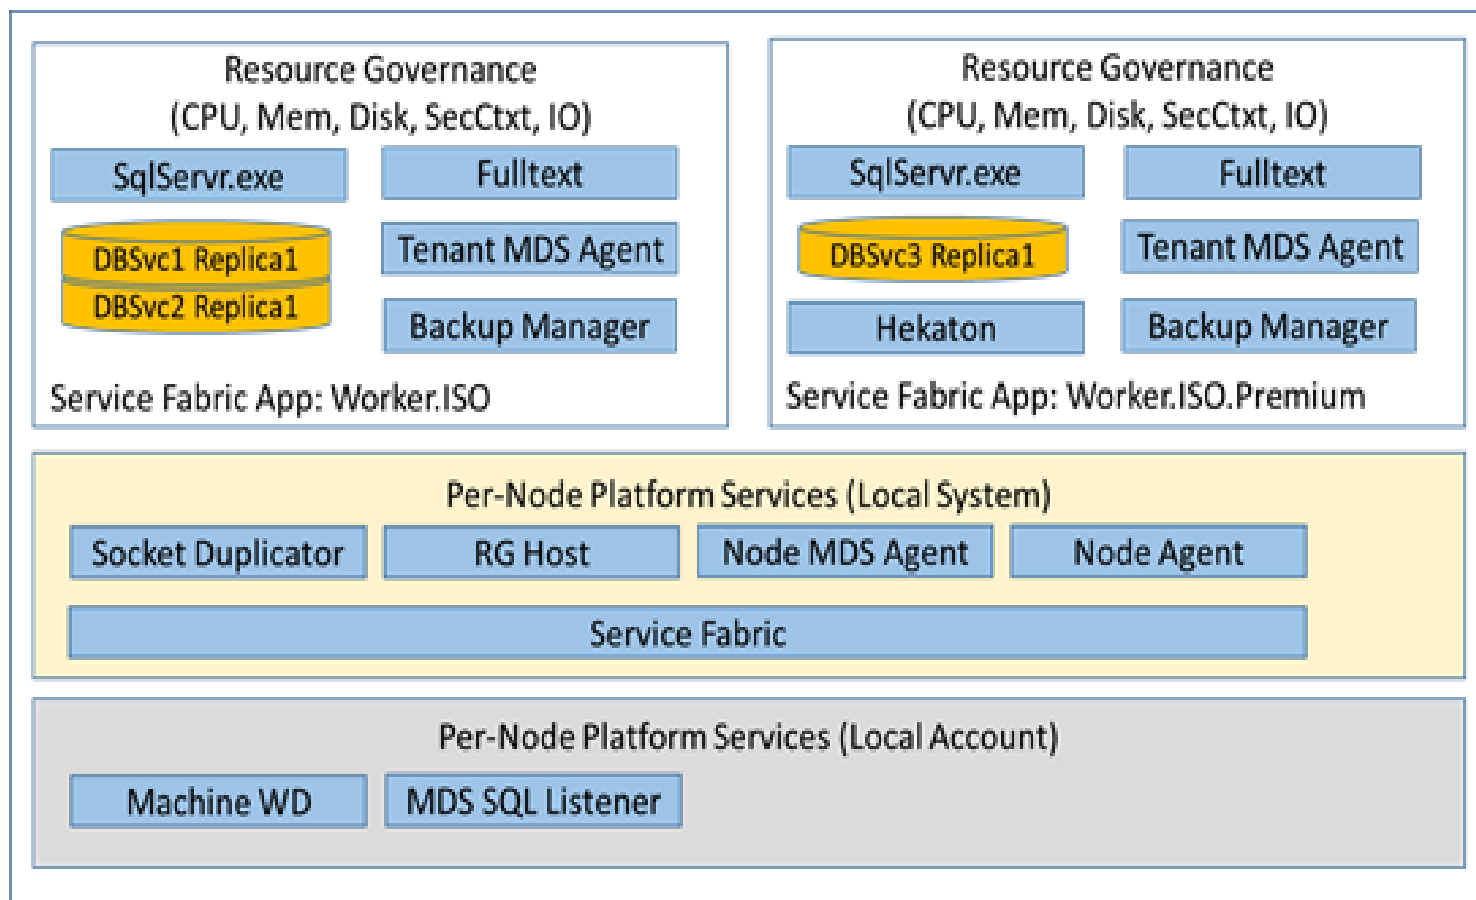 Resource Governance
(CPU, Mem, Disk, SecCtxt, IO)
SqlServr.exe
Fulltext
DBSvc1 Replica1
Tenant MDS Agent
DBSvc2 Replica1
Backup Manager
Service Fabric App: Worker.ISO
Resource Governance
(CPU, Mem, Disk, SecCtxt, IO)
SqlServr.exe
Fulltext
DBSvc3 Replica1
Tenant MDS Agent
Hekaton
Backup Manager
Service Fabric App: Worker.ISO.Premium
Per-Node Platform Services (Local System)
Socket Duplicator
RG Host
Node MDS Agent
Node Agent
Service Fabric
Per-Node Platform Services (Local Account)
Machine WD
MDS SQL Listener